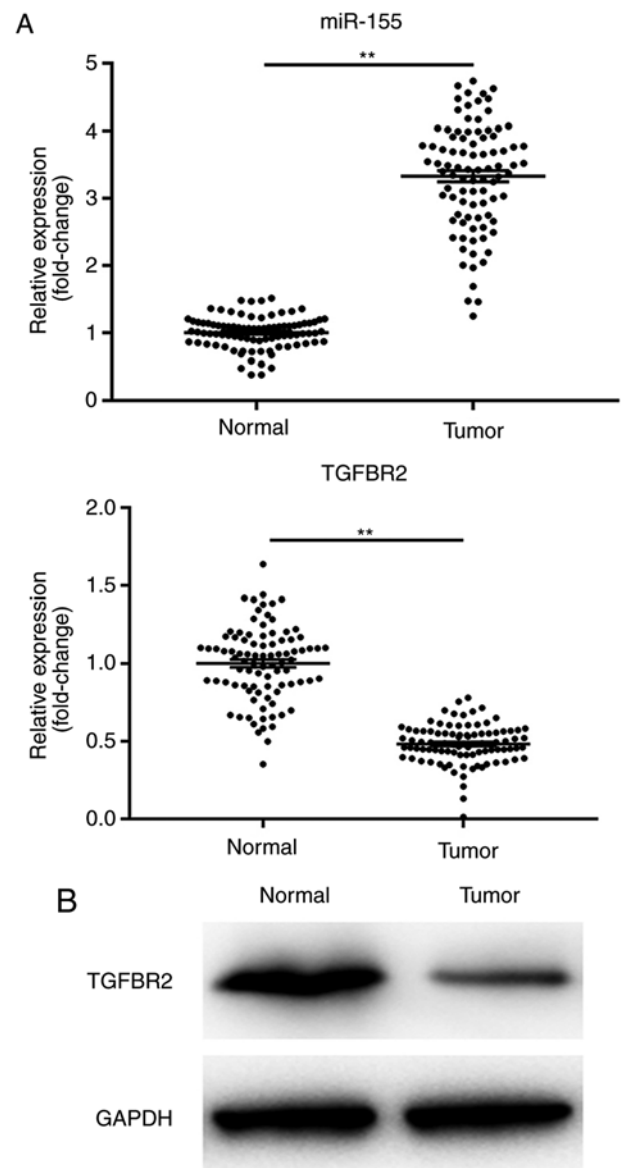 A
miR-155
**
Relative expression
(fold-change)
5
4
3
2
1
0
Normal
Tumor
TGFBR2
**
Relative expression
(fold-change)
2.0
1.5
1.0
0.5
0.0
Normal
Tumor
B
Normal
Tumor
TGFBR2
GAPDH